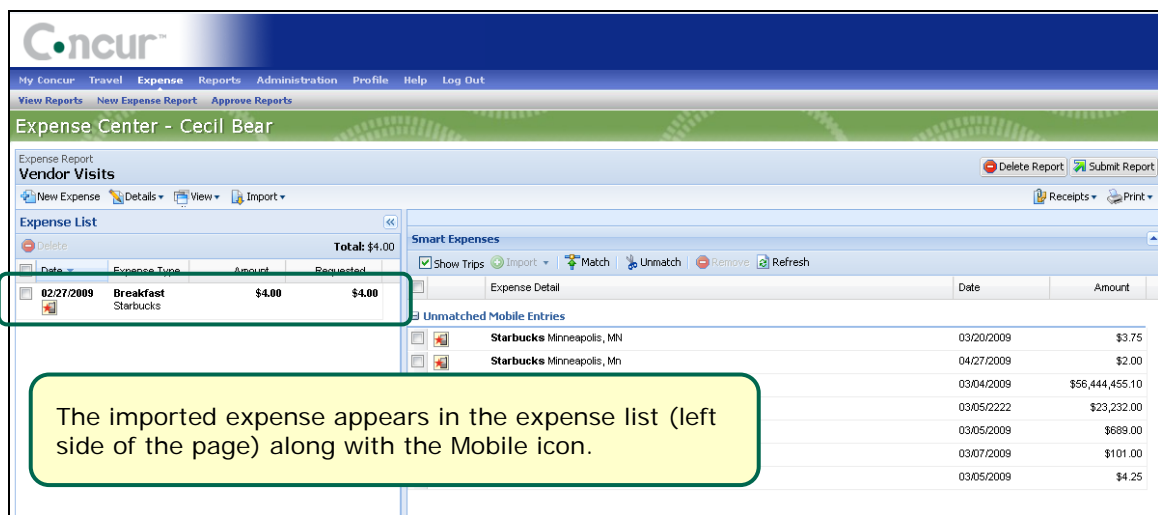 Concur™
My Concur Travel Expense Reports Administration Profile Help Log Out
View Reports New Expense Report Approve Reports
Expense Center - Cecil Bear
Expense Report
Vendor Visits
Delete Report Submit Report
New Expense Details View Import Receipts Print
Expense List
Delete Total: $4.00
Date Expense Type Amount Requested
02/27/2009 Breakfast $4.00 $4.00
Starbucks
Smart Expenses
Show Trips Import Match Unmatch Remove Refresh
Expense Detail Date Amount
Unmatched Mobile Entries
Starbucks Minneapolis, MN 03/20/2009 $3.75
Starbucks Minneapolis, Mn 04/27/2009 $2.00
03/04/2009 $56,444,455.10
03/05/2222 $23,232.00
03/05/2009 $689.00
03/07/2009 $101.00
03/05/2009 $4.25
The imported expense appears in the expense list (left
side of the page) along with the Mobile icon.